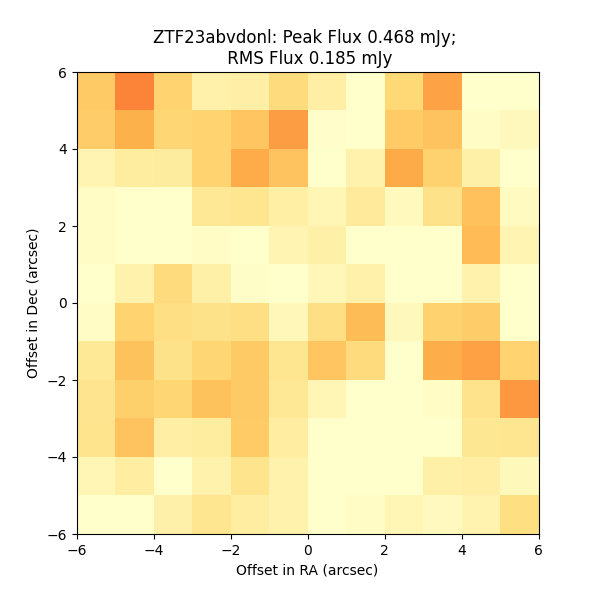 ZTF23abvdonl: Peak Flux 0.468 mJy;
RMS Flux 0.185 mJy
6
4
2
0
−2
−4
−6
Offset in Dec (arcsec)
−6 −4 −2 0 2 4 6
Offset in RA (arcsec)